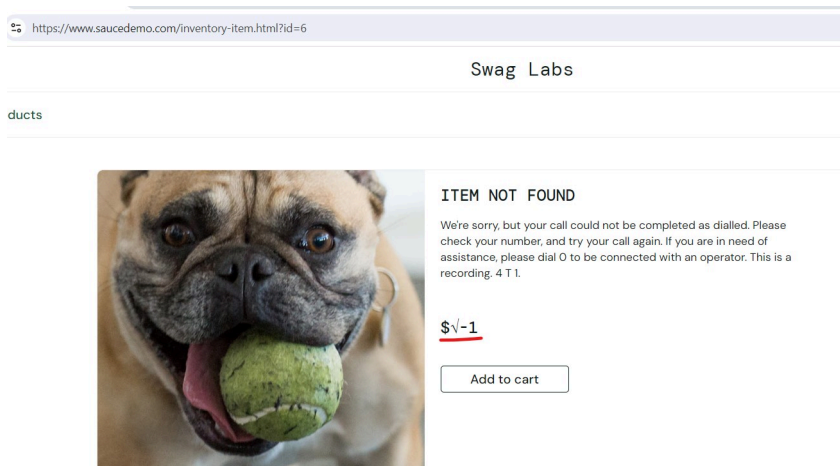 https://www.saucedemo.com/inventory-item.html?id=6
Swag Labs
ducts
ITEM NOT FOUND
We're sorry, but your call could not be completed as dialled. Please
check your number, and try your call again. If you are in need of
assistance, please dial 0 to be connected with an operator. This is a
recording. 4 T 1.
$√-1
Add to cart